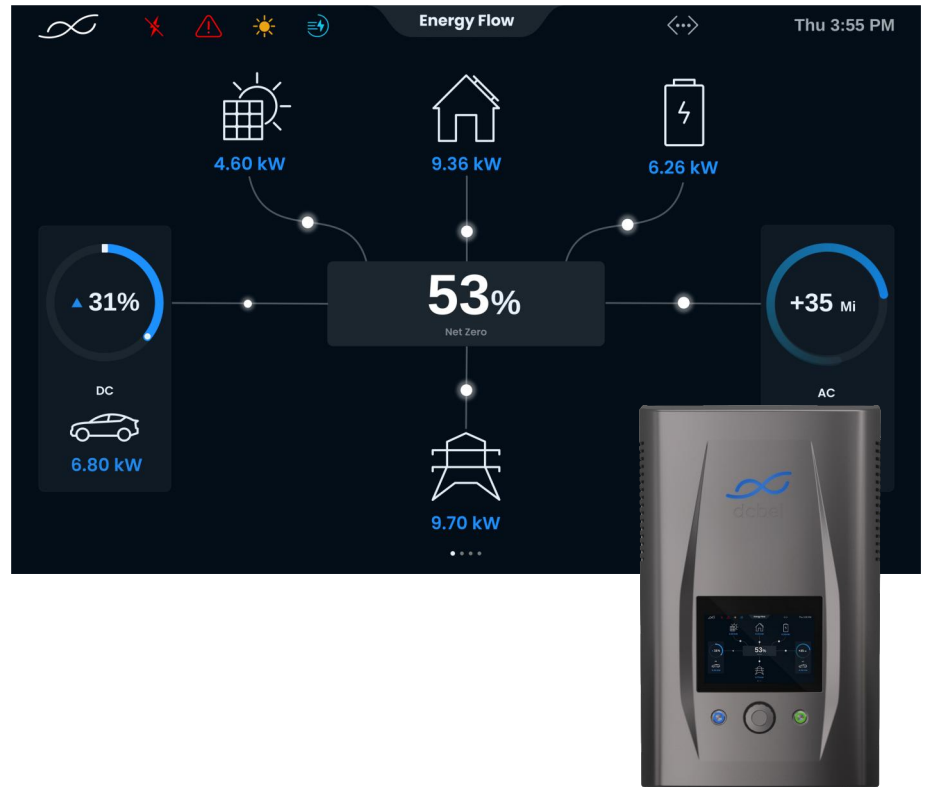 Energy Flow
Thu 3:55 PM
4.60 kW
9.36 kW
6.26 kW
31%
53%
Net Zero
+35 Mi
DC
AC
6.80 kW
9.70 kW
dcbel
53%